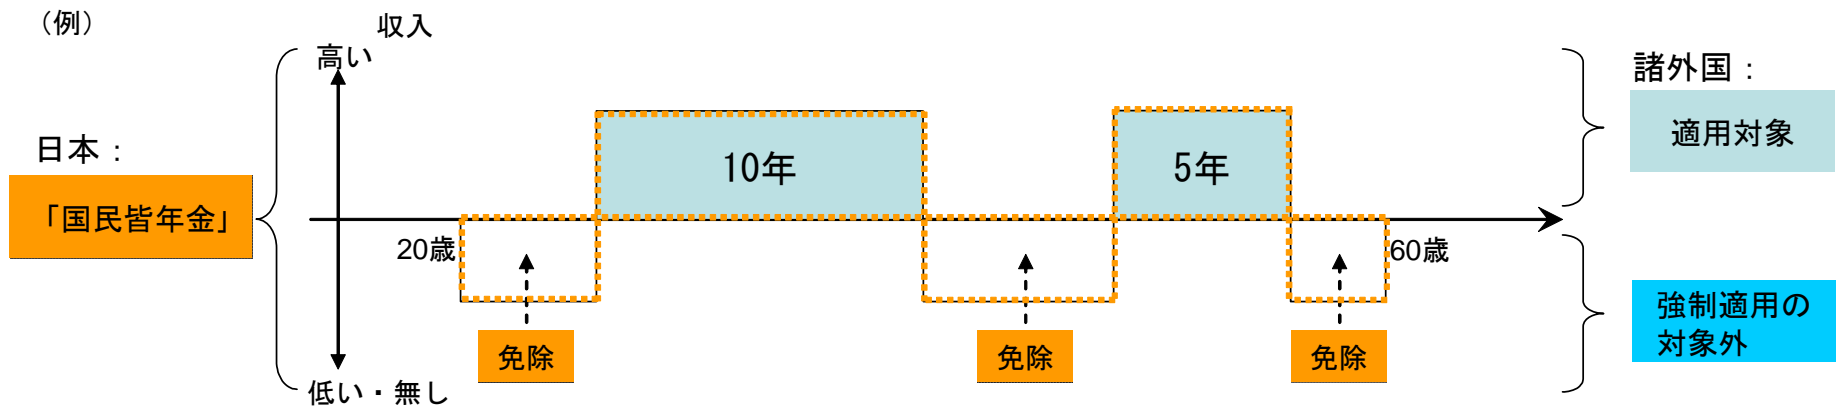 （例）
収入
高い
諸外国：
適用対象
日本：
「国民皆年金」
10年
5年
20歳
60歳
強制適用の
対象外
免除
免除
免除
低い・無し